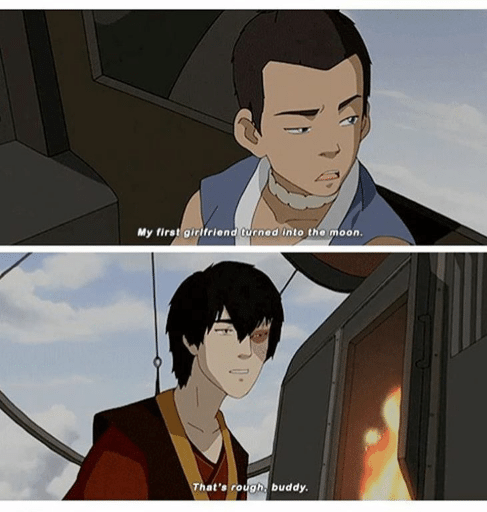 My first girlfriend turned into the moon.
That's rough, buddy.